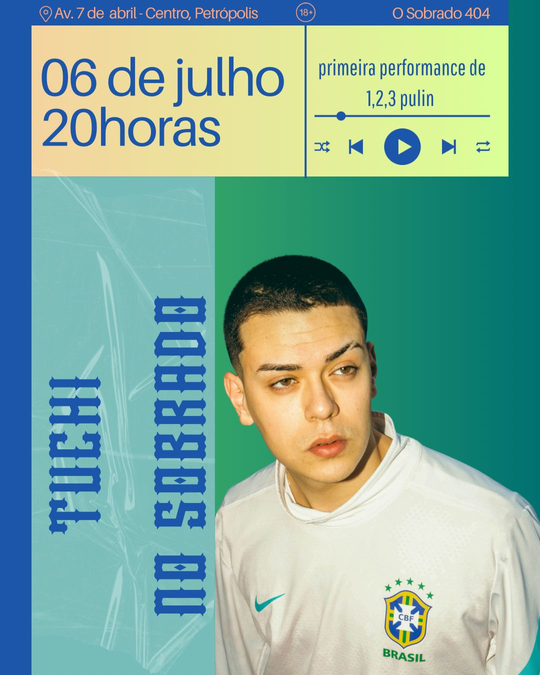 Av. 7 de abril - Centro, Petrópolis
18+
O Sobrado 404
06 de julho
20horas
primeira performance de
1,2,3 pulin
TUCHI
NO SOBRADO
CBF
BRASIL